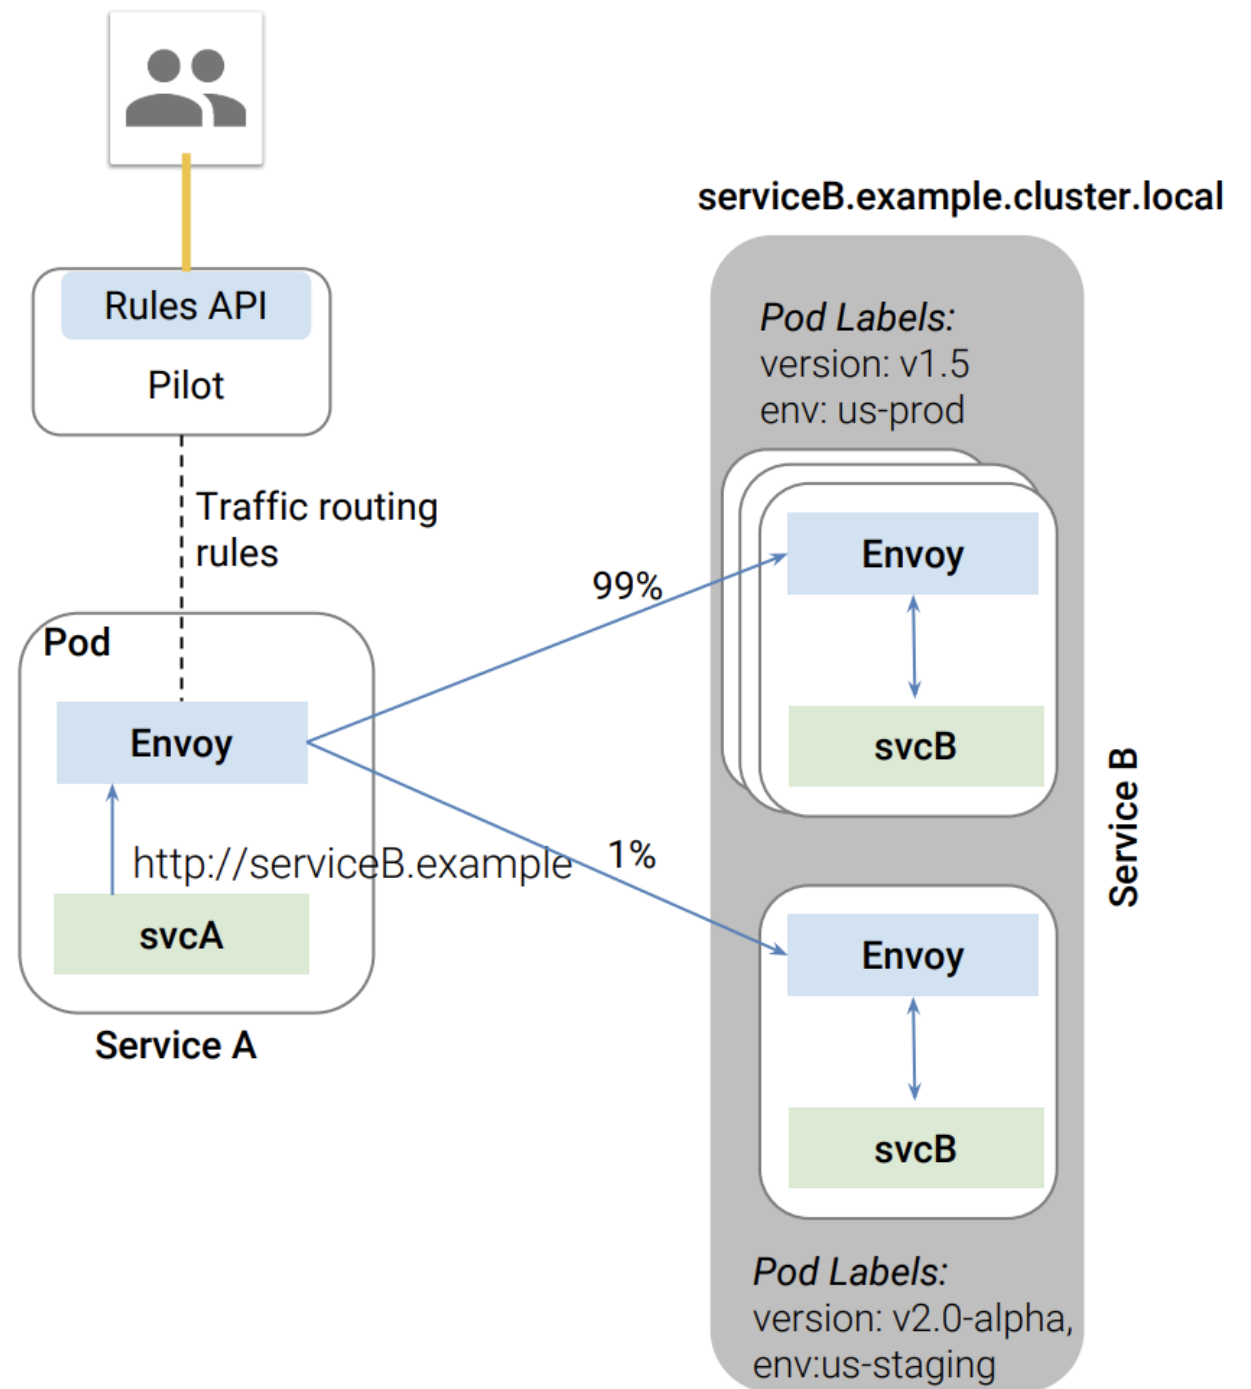 Rules API
Pilot
Traffic routing
rules
Pod
Envoy
http://serviceB.example
svcA
Service A
99%
1%
serviceB.example.cluster.local
Pod Labels:
version: v1.5
env: us-prod
Envoy
svcB
Service B
Envoy
svcB
Pod Labels:
version: v2.0-alpha,
env:us-staging